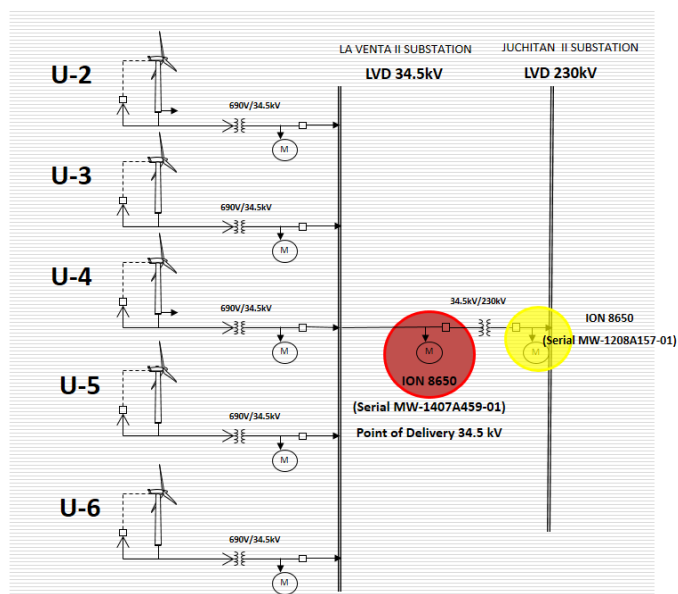 LA VENTA II SUBSTATION
JUCHITAN II SUBSTATION
LVD 34.5kV
LVD 230kV
U-2
690V/34.5kV
M
U-3
690V/34.5kV
M
U-4
690V/34.5kV
M
34.5kV/230kV
M
ION 8650
(Serial MW-1407A459-01)
Point of Delivery 34.5 kV
M
ION 8650
(Serial MW-1208A157-01)
U-5
690V/34.5kV
M
U-6
690V/34.5kV
M